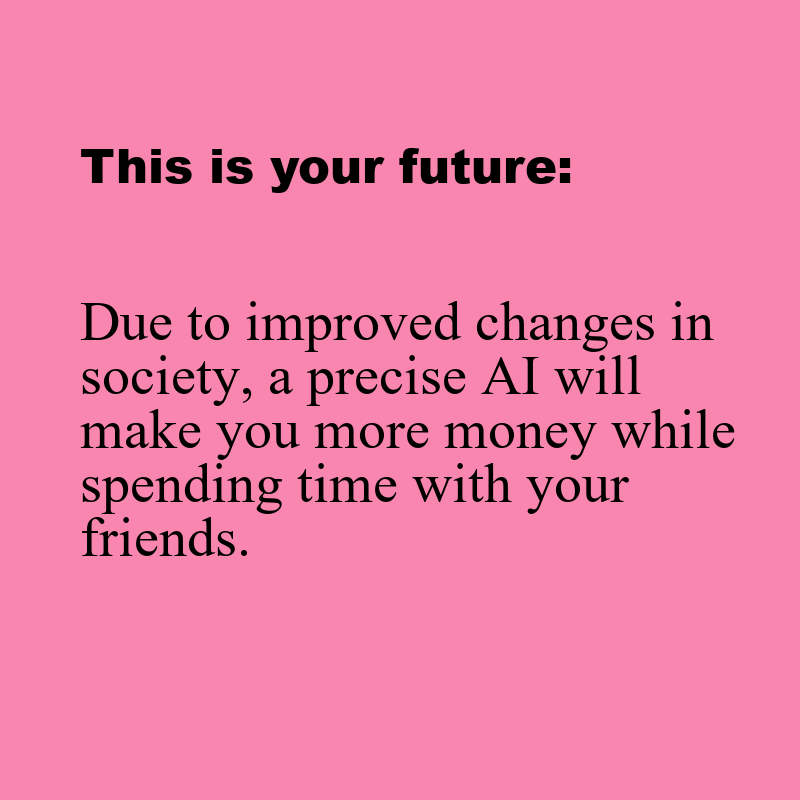 This is your future:
Due to improved changes in
society, a precise AI will
make you more money while
spending time with your
friends.